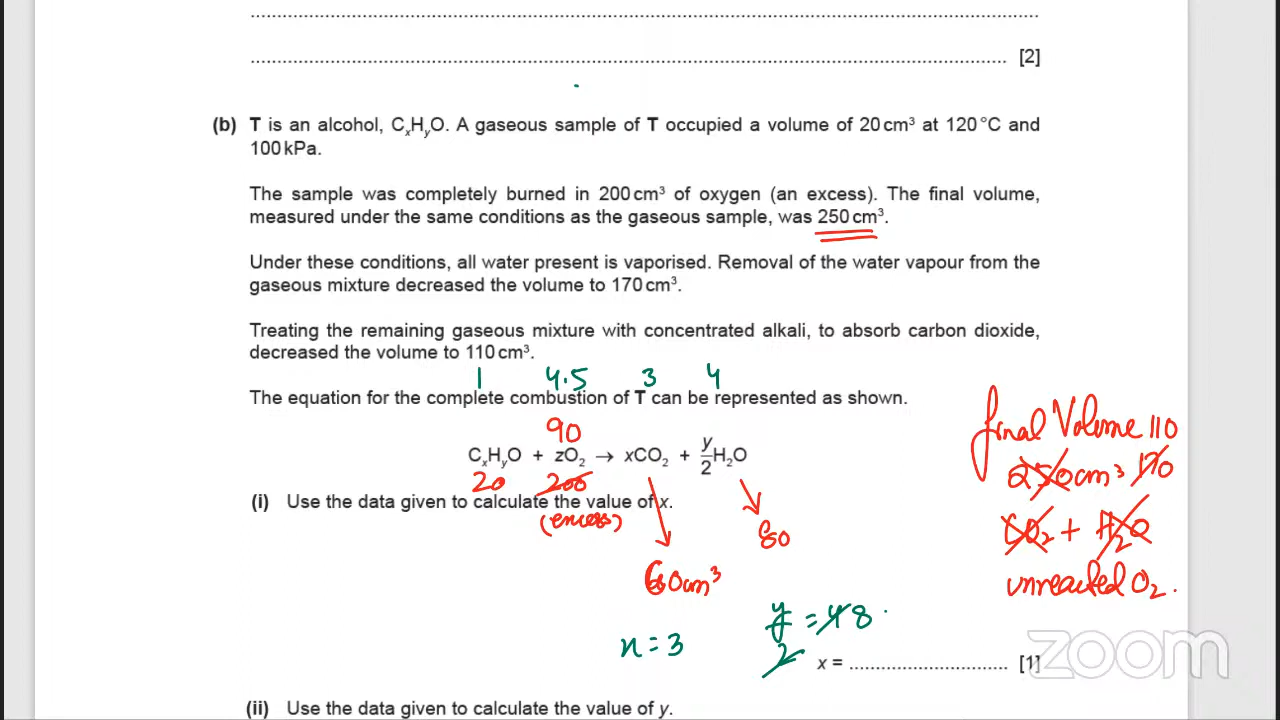 [2]
(b) T is an alcohol, CxHyO. A gaseous sample of T occupied a volume of 20 cm³ at 120 °C and
100 kPa.
The sample was completely burned in 200 cm³ of oxygen (an excess). The final volume,
measured under the same conditions as the gaseous sample, was 250 cm³.
Under these conditions, all water present is vaporised. Removal of the water vapour from the
gaseous mixture decreased the volume to 170 cm³.
Treating the remaining gaseous mixture with concentrated alkali, to absorb carbon dioxide,
decreased the volume to 110 cm³.
1 4.5 3 4
The equation for the complete combustion of T can be represented as shown.
final Volume 110
90
CxHyO + zO₂ → xCO₂ + y/2 H₂O
250cm³ 170
20 200
(i) Use the data given to calculate the value of x.
(excess)
CO₂ + H₂O
80
60cm³
unreacted O₂.
y/2 = 4 8
x = 3
x = [1]
zoom
(ii) Use the data given to calculate the value of y.